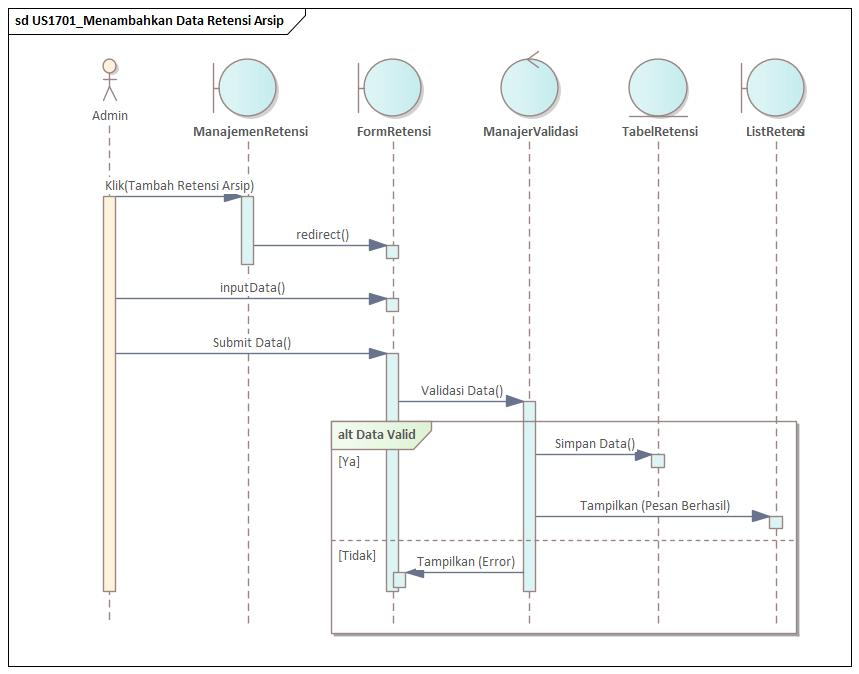 sd US1701_Menambahkan Data Retensi Arsip
Admin
ManajemenRetensi
FormRetensi
ManajerValidasi
TabelRetensi
ListRetensi
Klik(Tambah Retensi Arsip)
redirect()
inputData()
Submit Data()
Validasi Data()
alt Data Valid
Simpan Data()
[Ya]
Tampilkan (Pesan Berhasil)
[Tidak]
Tampilkan (Error)